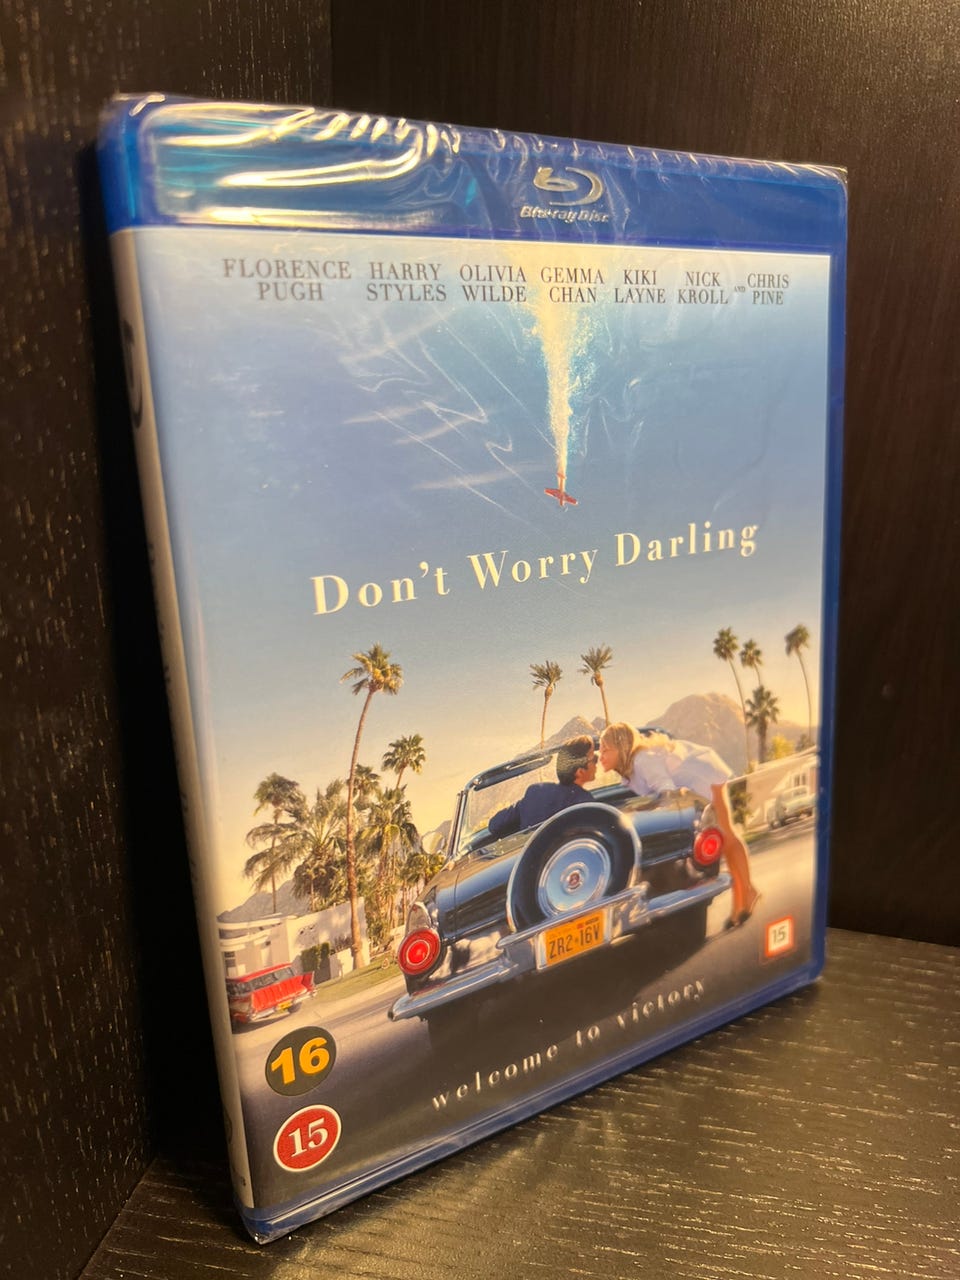 Blu-ray Disc
FLORENCE HARRY OLIVIA GEMMA KIKI NICK AND CHRIS
PUGH STYLES WILDE CHAN LAYNE KROLL PINE
Don't Worry Darling
ZR2•16V
15
welcome to victory
16
15